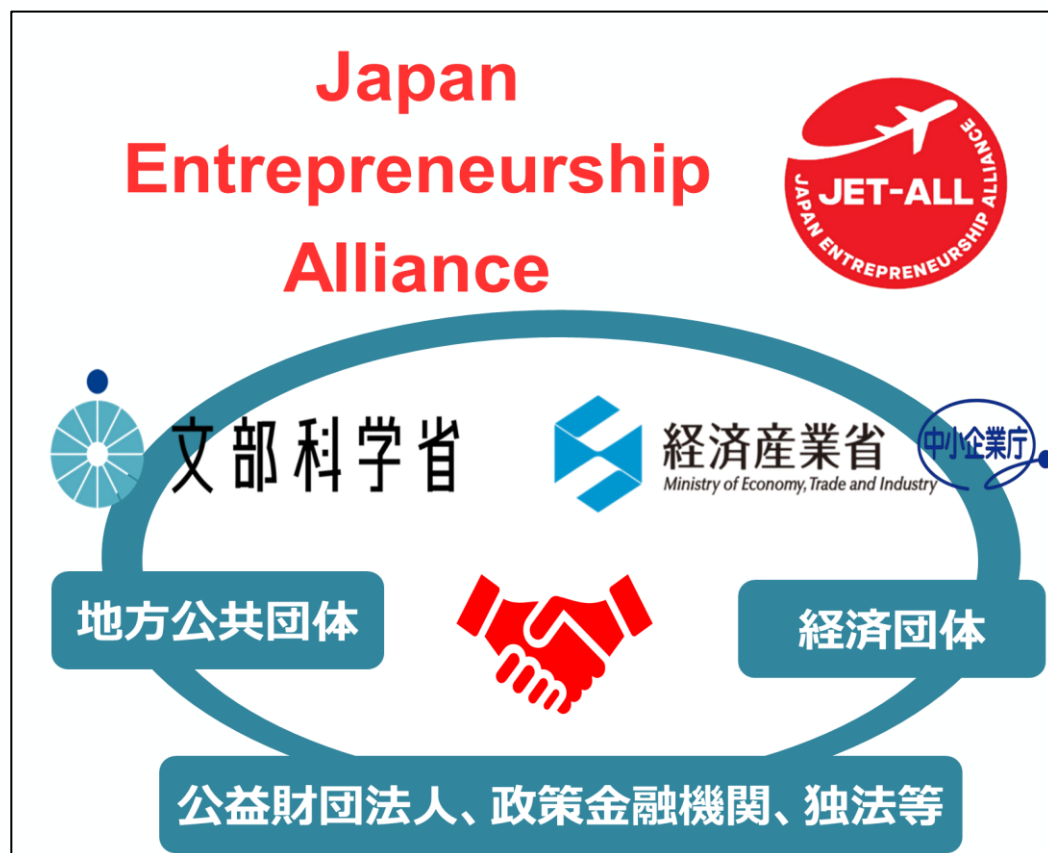 Japan
Entrepreneurship
Alliance
JET-ALL
JAPAN ENTREPRENEURSHIP ALLIANCE
文部科学省
経済産業省
Ministry of Economy, Trade and Industry
中小企業庁
地方公共団体
経済団体
公益財団法人、政策金融機関、独法等